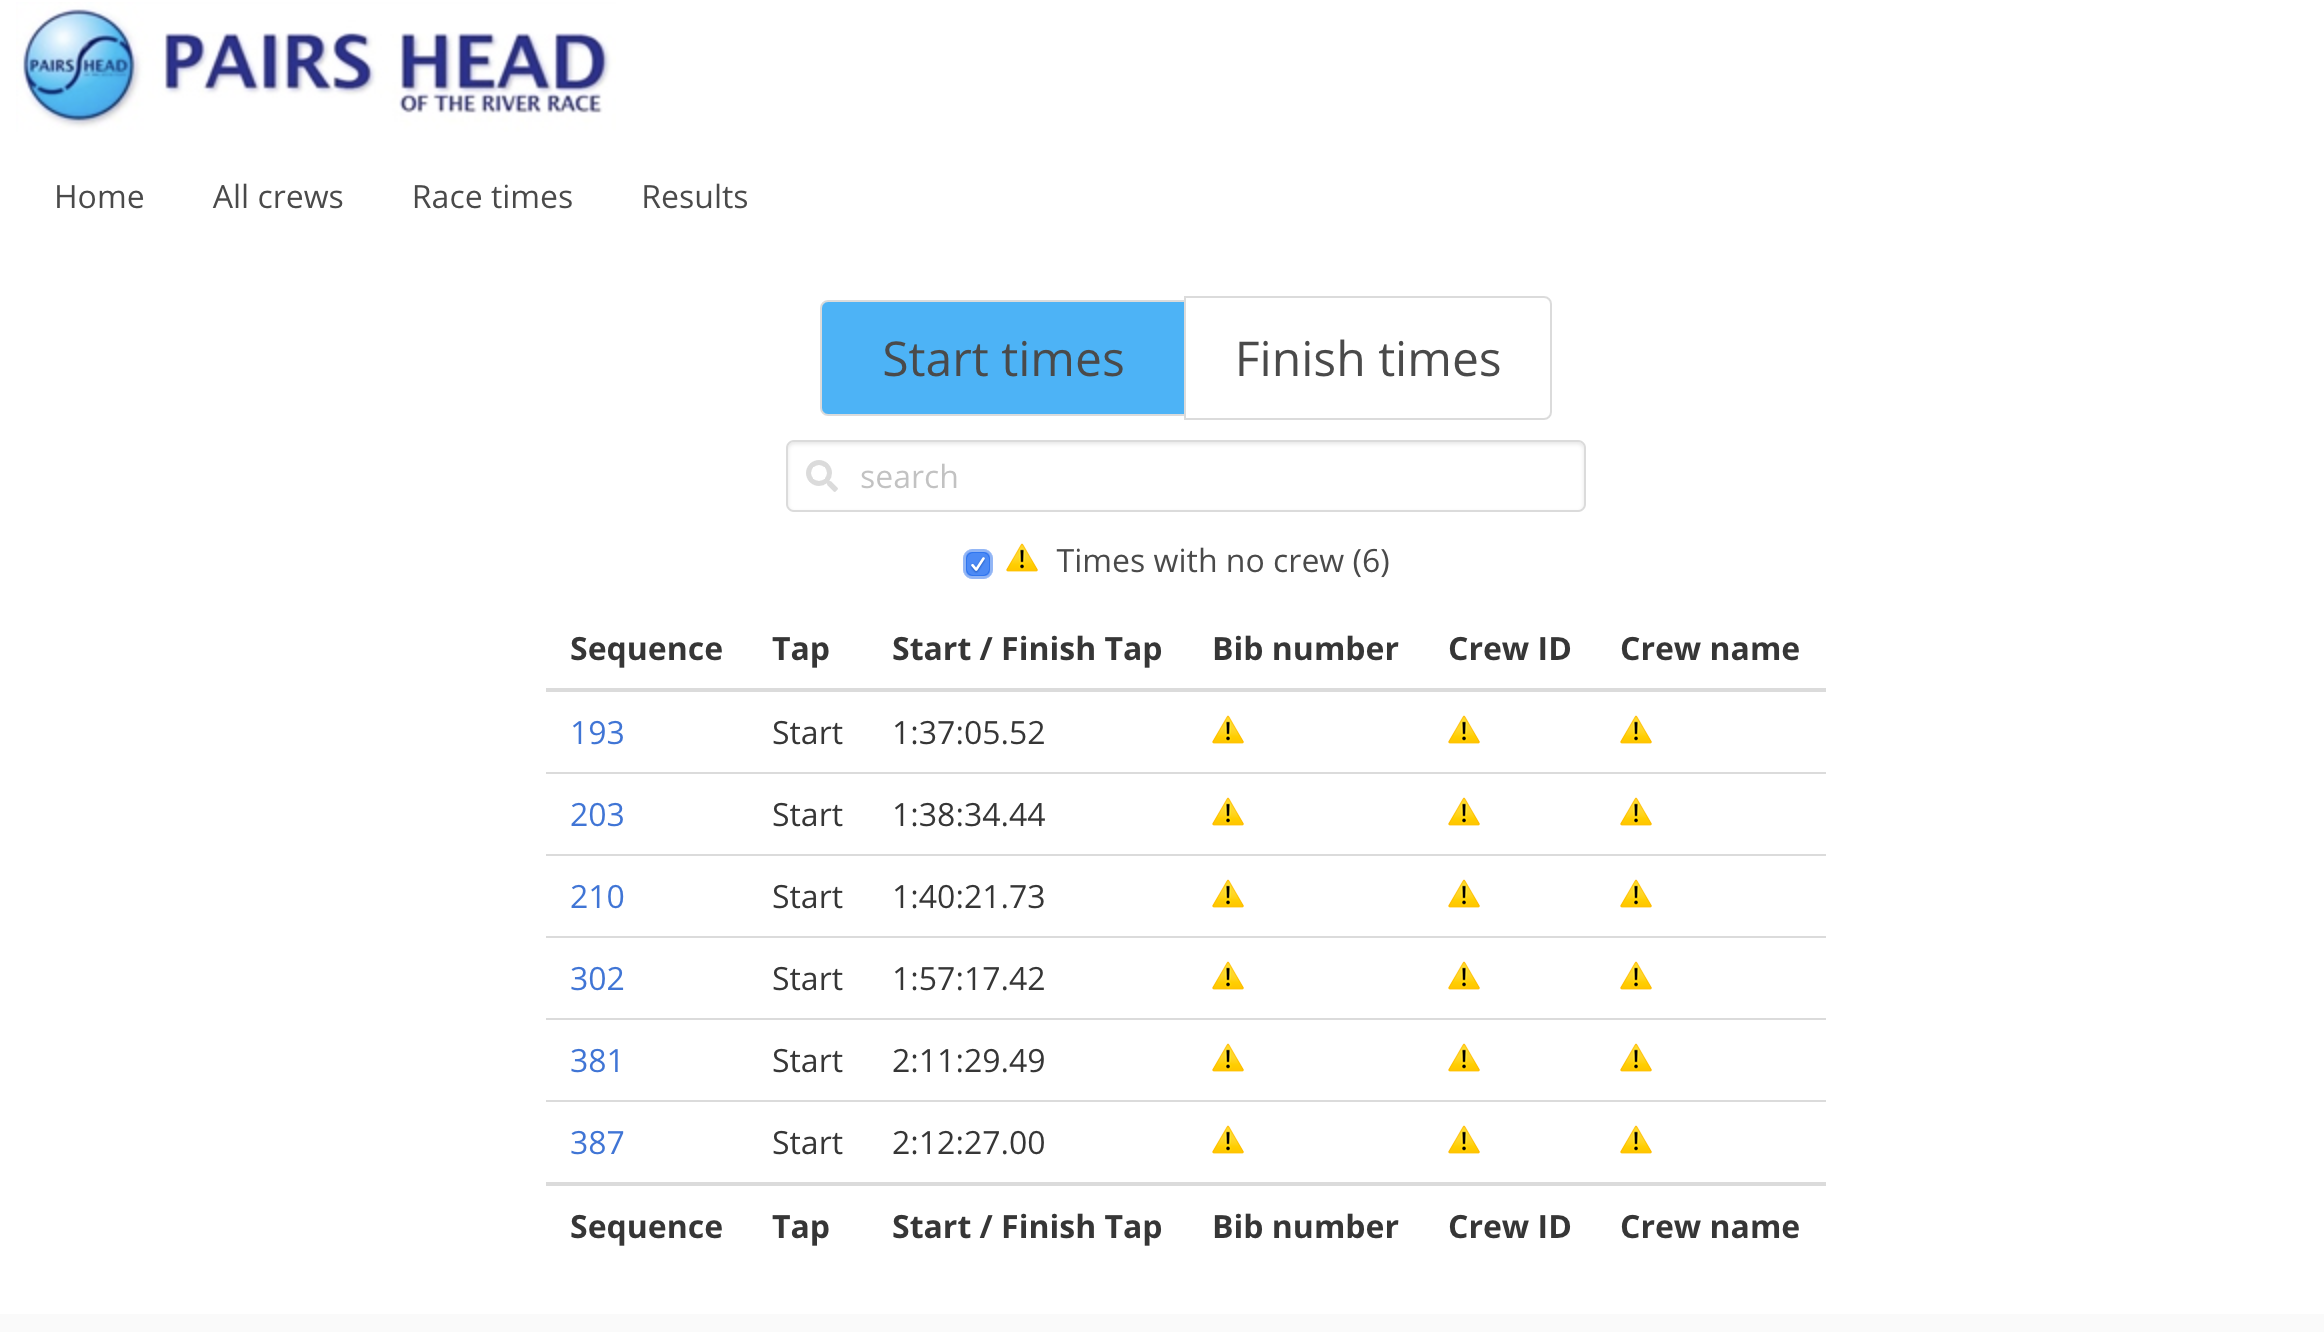 PAIRS HEAD
PAIRS HEAD
OF THE RIVER RACE
Home All crews Race times Results
Start times Finish times
search
Times with no crew (6)
Sequence Tap Start / Finish Tap Bib number Crew ID Crew name
193 Start 1:37:05.52
203 Start 1:38:34.44
210 Start 1:40:21.73
302 Start 1:57:17.42
381 Start 2:11:29.49
387 Start 2:12:27.00
Sequence Tap Start / Finish Tap Bib number Crew ID Crew name